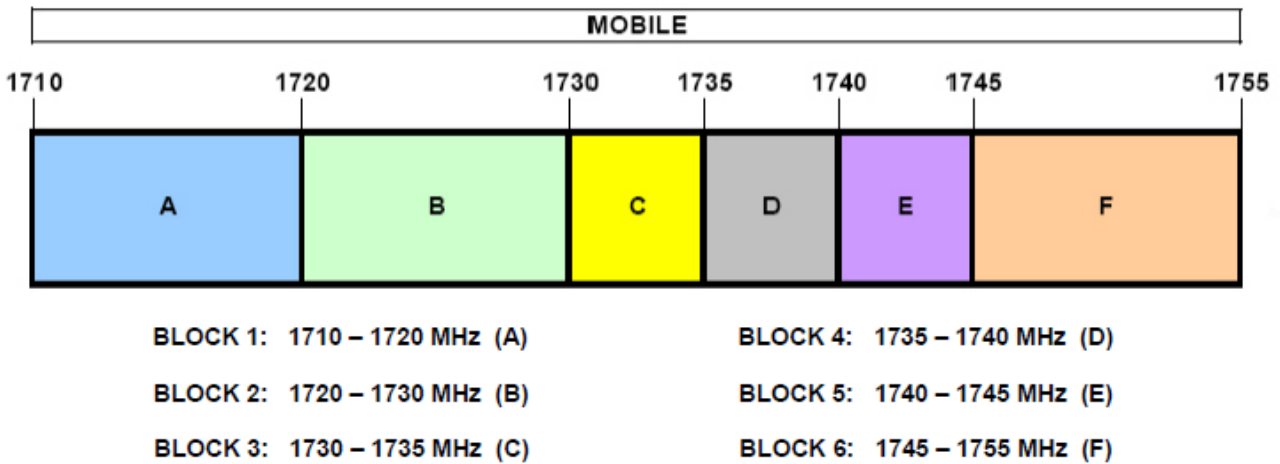 MOBILE
1710 1720 1730 1735 1740 1745 1755
A B C D E F
BLOCK 1: 1710 – 1720 MHz (A)
BLOCK 2: 1720 – 1730 MHz (B)
BLOCK 3: 1730 – 1735 MHz (C)
BLOCK 4: 1735 – 1740 MHz (D)
BLOCK 5: 1740 – 1745 MHz (E)
BLOCK 6: 1745 – 1755 MHz (F)